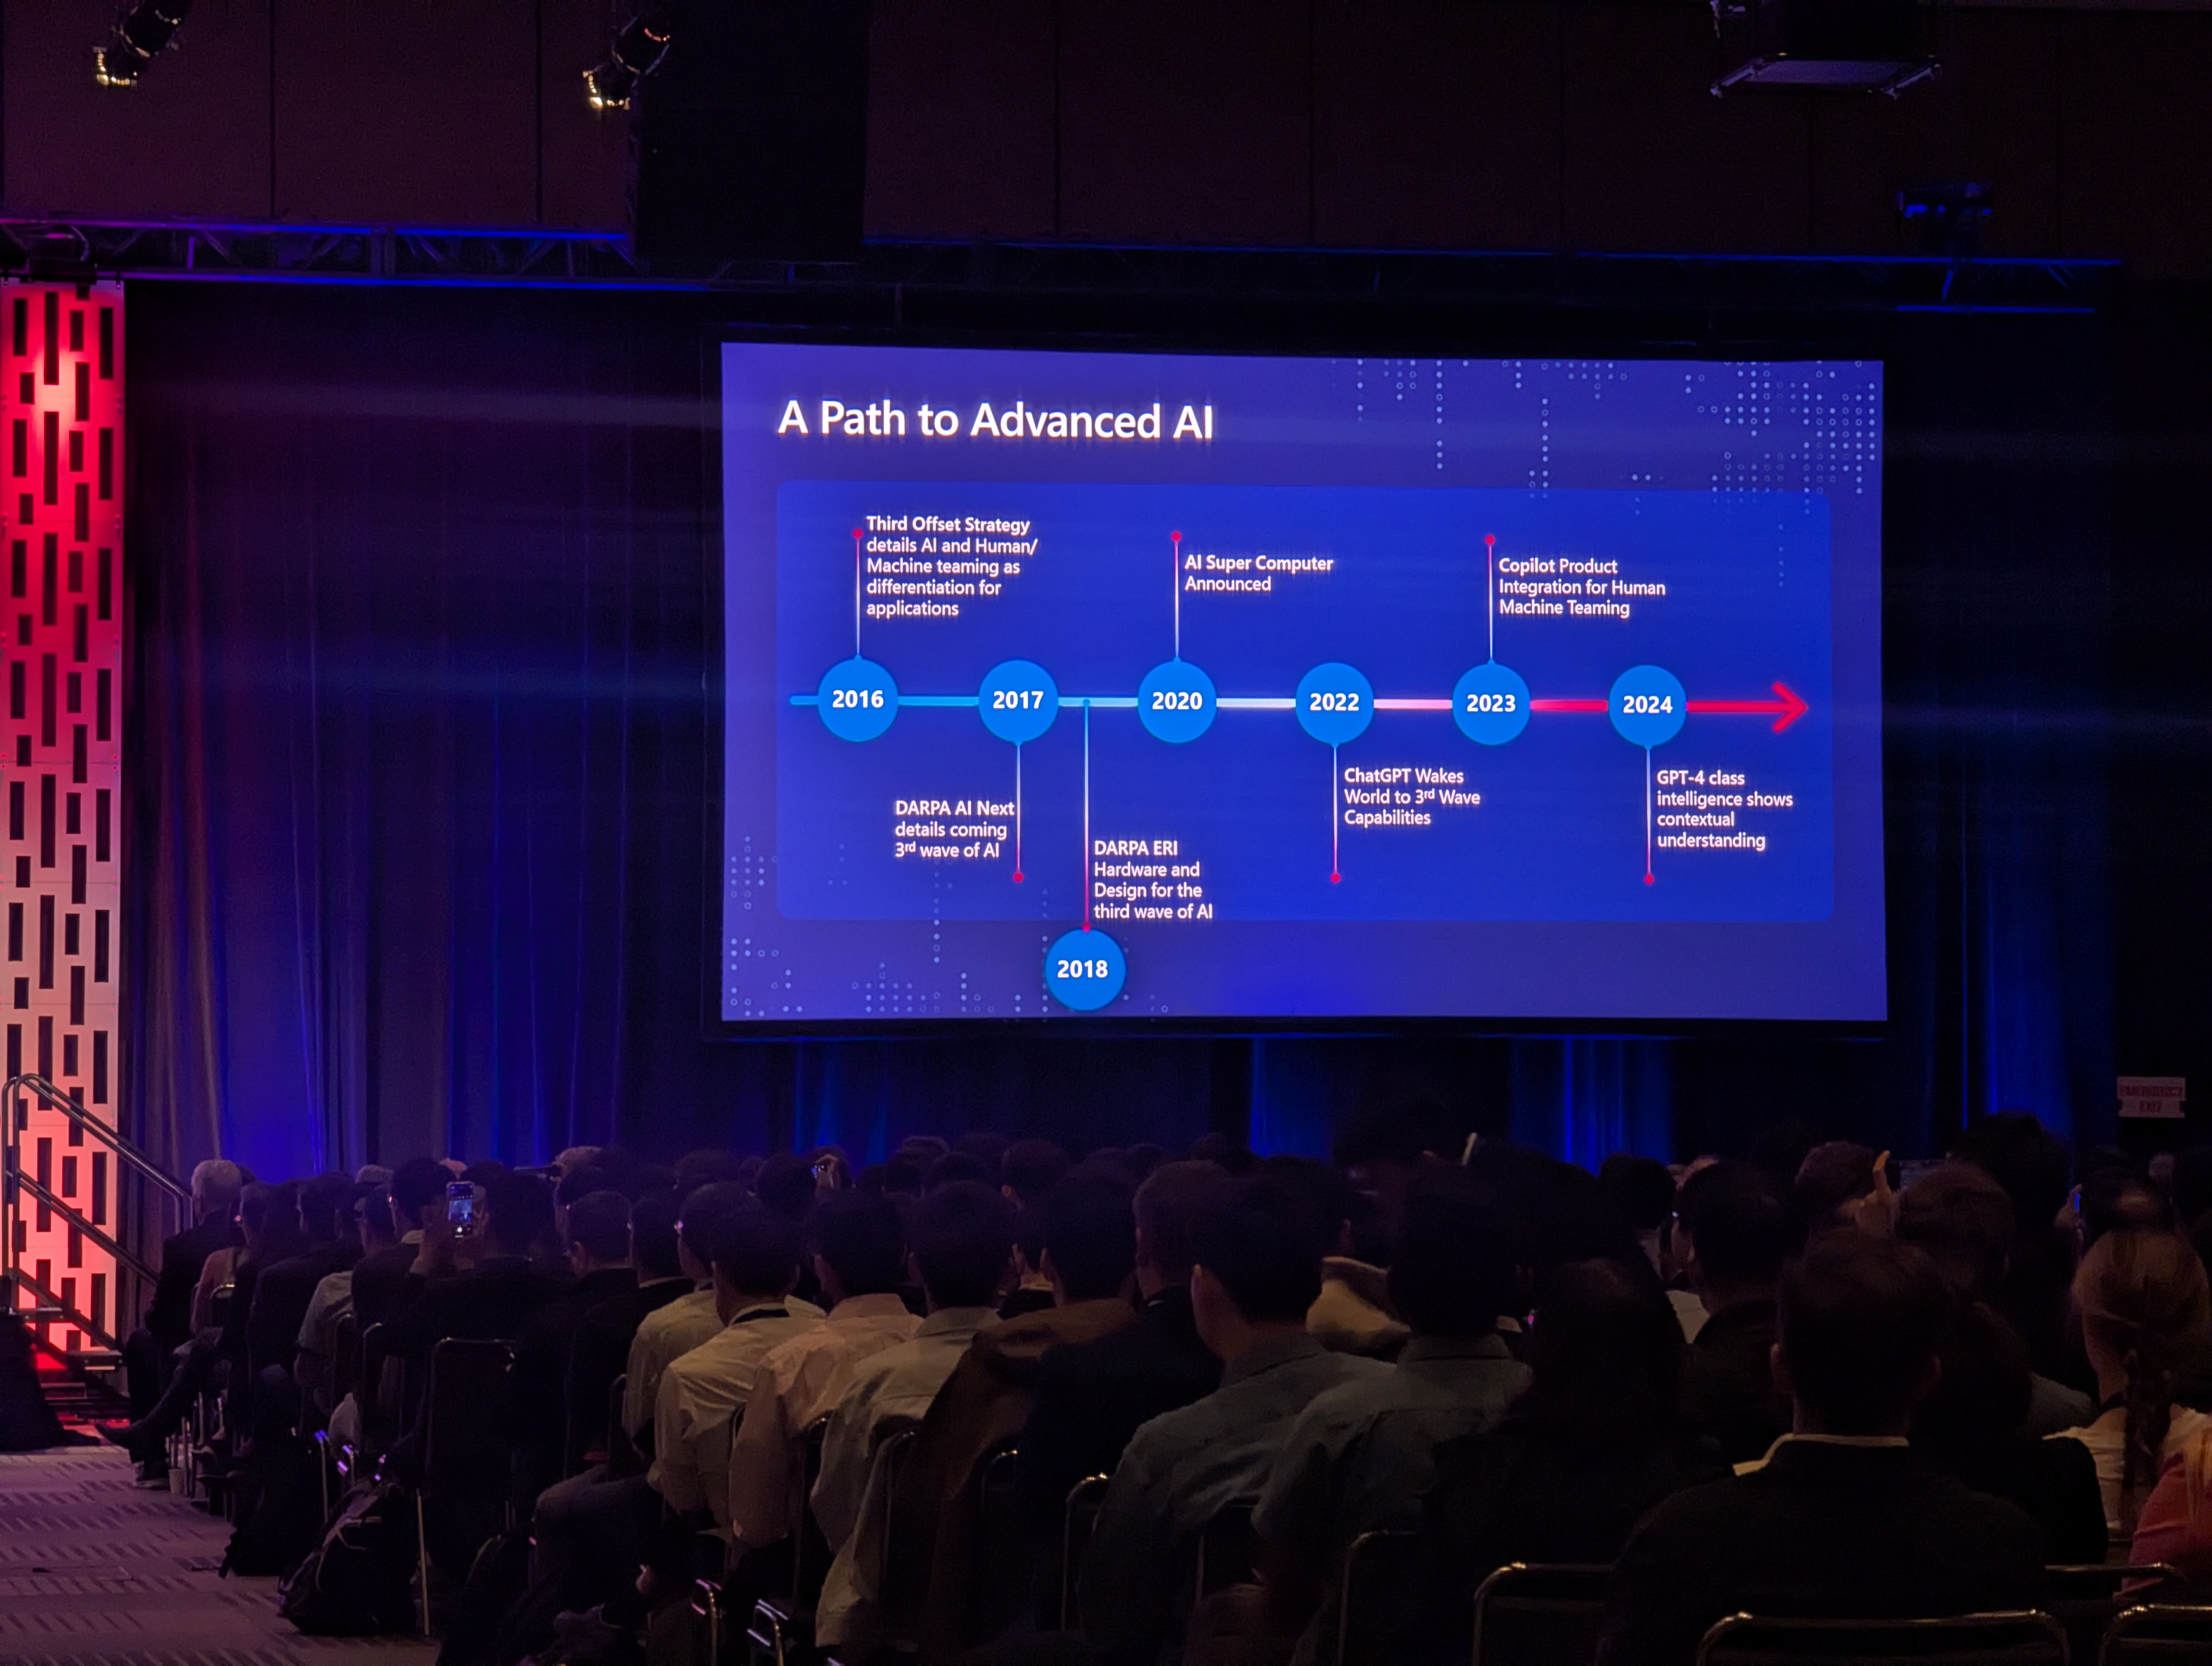 A Path to Advanced AI
Third Offset Strategy
details AI and Human/
Machine teaming as
differentiation for
applications
AI Super Computer
Announced
Copilot Product
Integration for Human
Machine Teaming
2016
2017
2020
2022
2023
2024
DARPA AI Next
details coming
3rd wave of AI
DARPA ERI
Hardware and
Design for the
third wave of AI
2018
ChatGPT Wakes
World to 3rd Wave
Capabilities
GPT-4 class
intelligence shows
contextual
understanding
EXIT